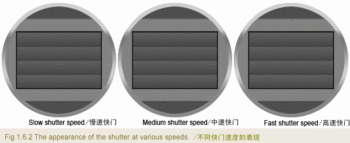 Slow shutter speed /慢速快门
Medium shutter speed /中速快门
Fast shutter speed /高速快门
Fig 1.6.2 The appearance of the shutter at various speeds. /不同快门速度的表现